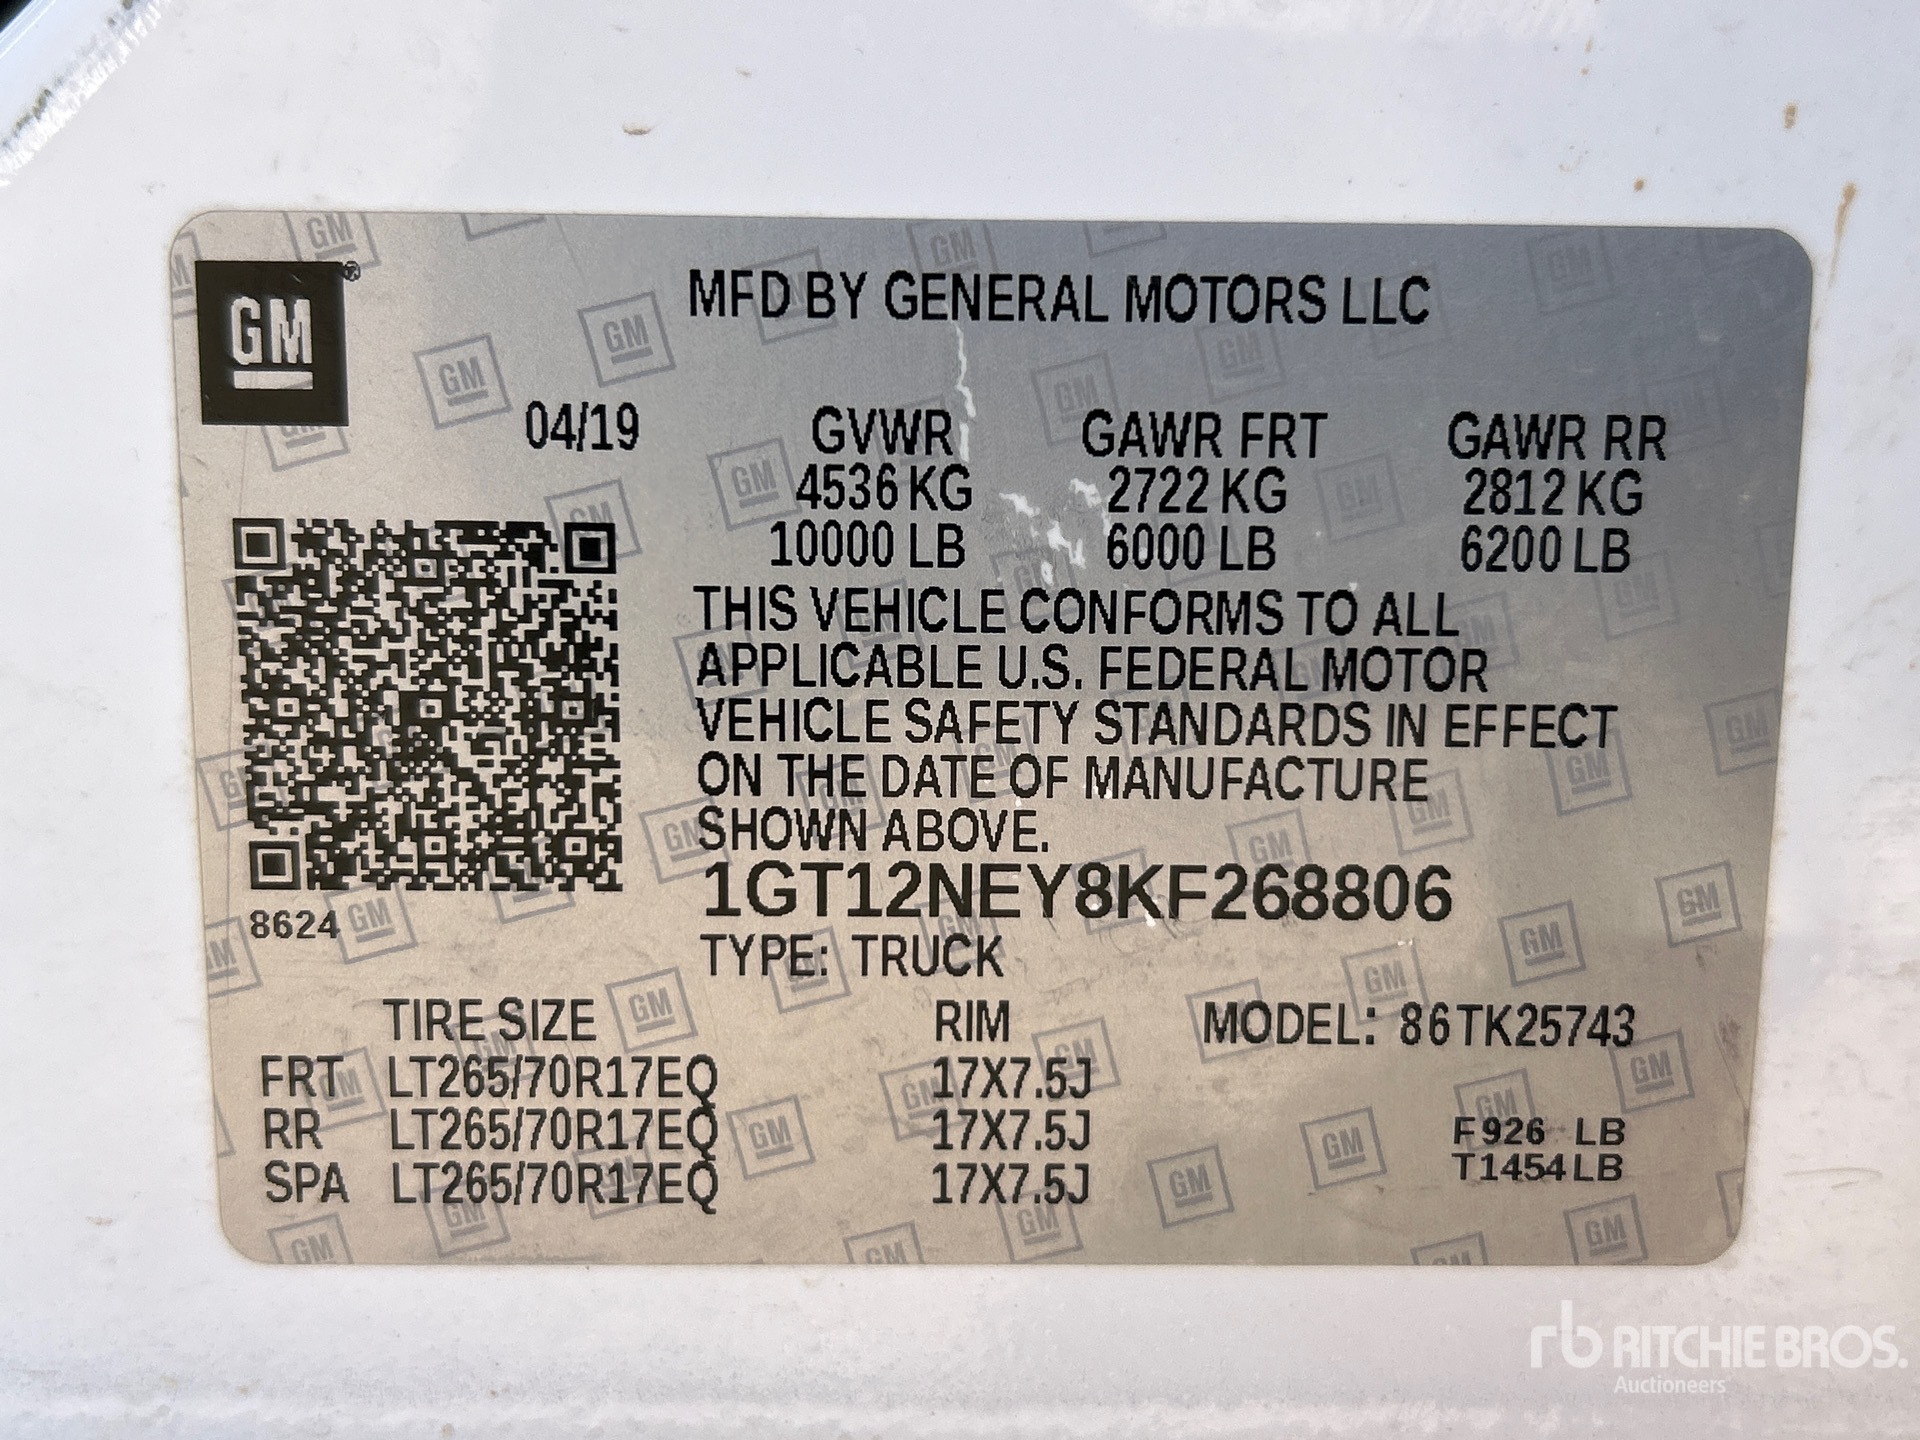 GM
MFD BY GENERAL MOTORS LLC
04/19 GVWR GAWR FRT GAWR RR
4536 KG 2722 KG 2812 KG
10000 LB 6000 LB 6200 LB
THIS VEHICLE CONFORMS TO ALL
APPLICABLE U.S. FEDERAL MOTOR
VEHICLE SAFETY STANDARDS IN EFFECT
ON THE DATE OF MANUFACTURE
SHOWN ABOVE.
1GT12NEY8KF268806
8624
TYPE: TRUCK
TIRE SIZE RIM MODEL: 86TK25743
FRT LT265/70R17EQ 17X7.5J
RR LT265/70R17EQ 17X7.5J F926 LB
SPA LT265/70R17EQ 17X7.5J T1454LB
rb RITCHIE BROS.
Auctioneers